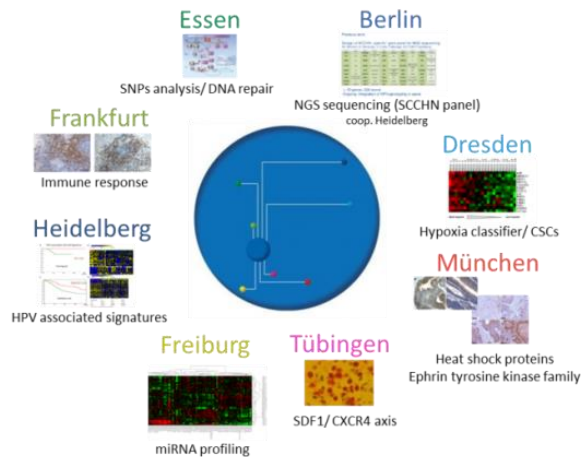 Essen
SNPs analysis/ DNA repair
Berlin
NGS sequencing (SCCHN panel)
coop. Heidelberg
Frankfurt
Immune response
Dresden
Hypoxia classifier/ CSCs
Heidelberg
HPV associated signatures
München
Heat shock proteins
Ephrin tyrosine kinase family
Freiburg
miRNA profiling
Tübingen
SDF1/ CXCR4 axis